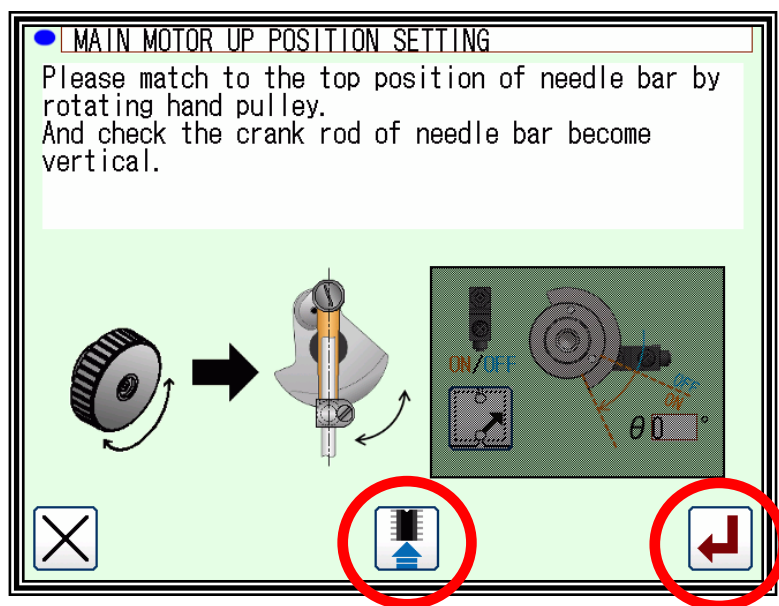 MAIN MOTOR UP POSITION SETTING
Please match to the top position of needle bar by
rotating hand pulley.
And check the crank rod of needle bar become
vertical.
ON/OFF
OFF
ON
θ 0 °